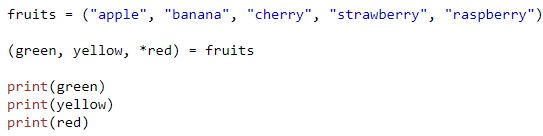 fruits = ("apple", "banana", "cherry", "strawberry", "raspberry")
(green, yellow, *red) = fruits
print(green)
print(yellow)
print(red)